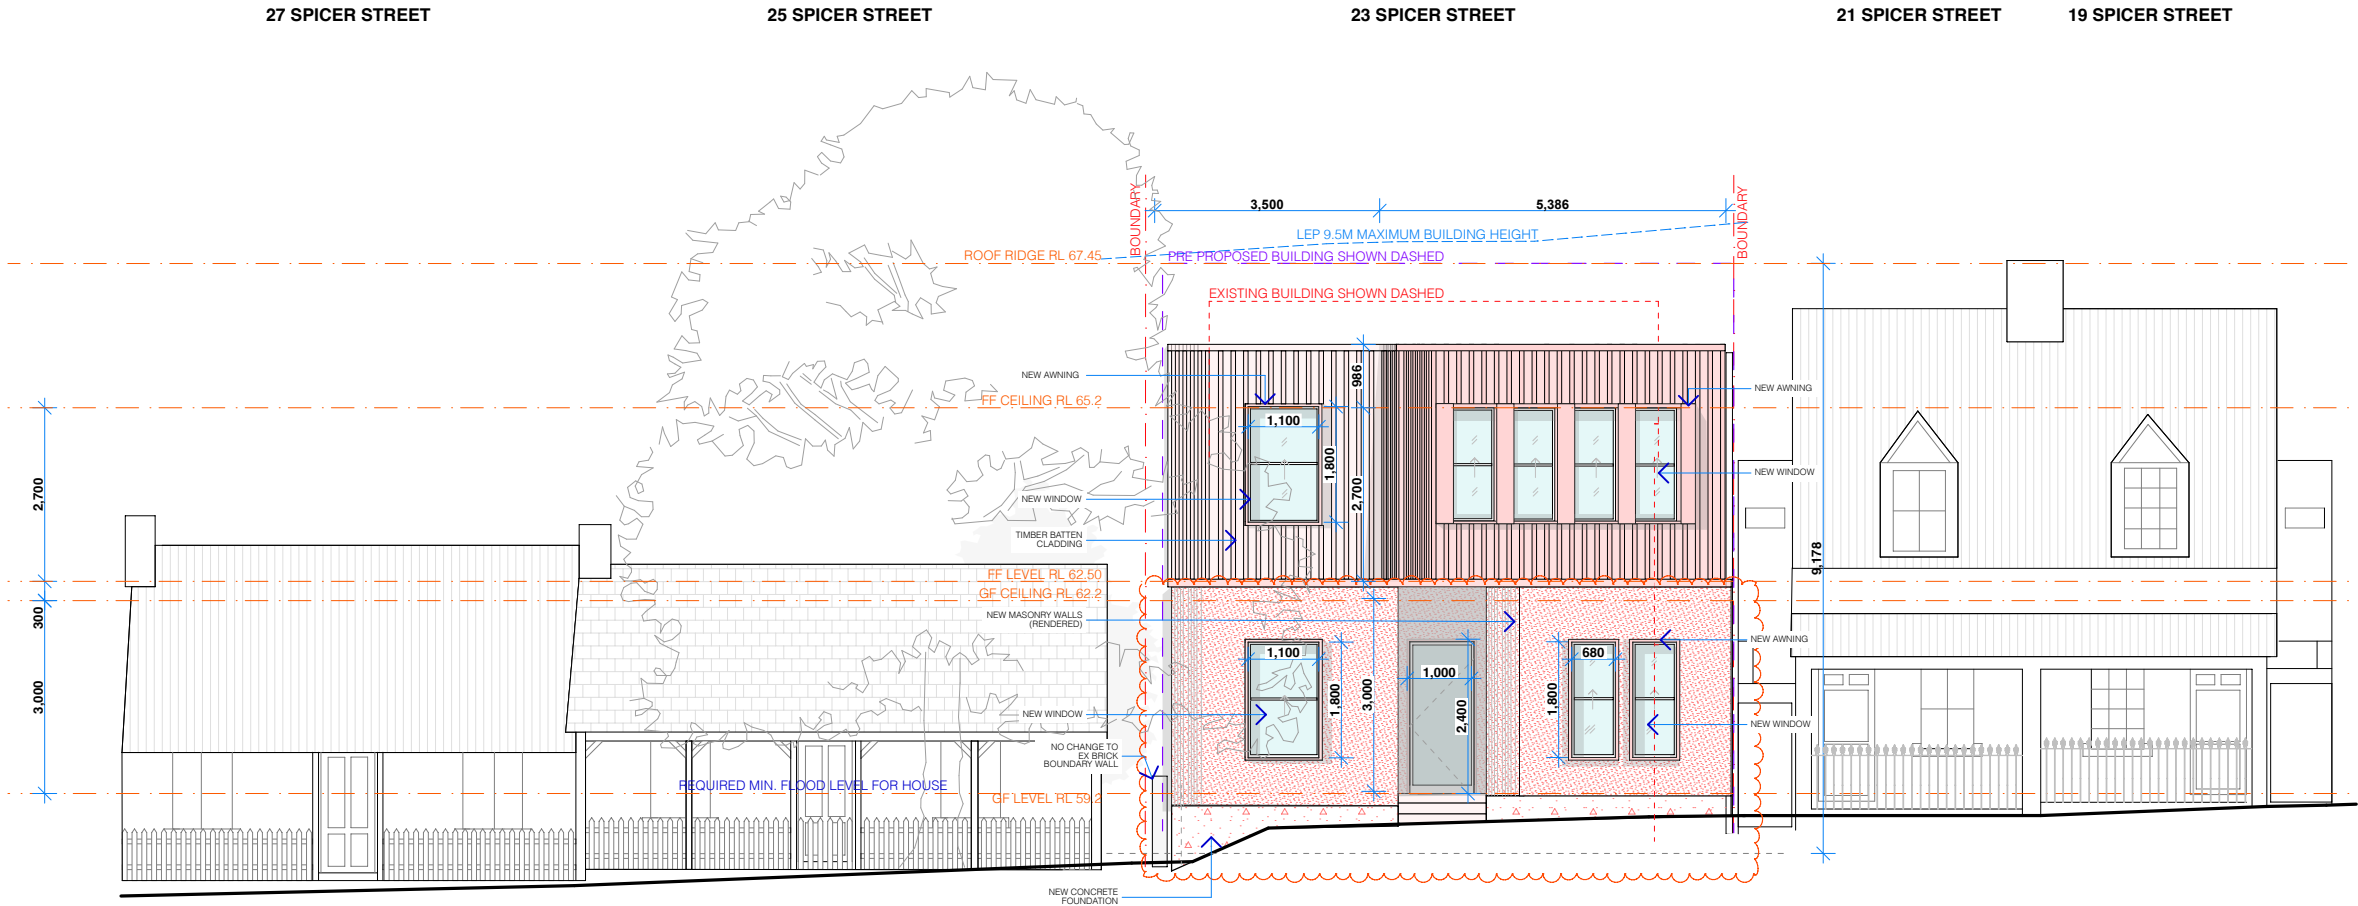 27 SPICER STREET
25 SPICER STREET
23 SPICER STREET
21 SPICER STREET
19 SPICER STREET
BOUNDARY
BOUNDARY
3,500
5,386
LEP 9.5M MAXIMUM BUILDING HEIGHT
ROOF RIDGE RL 67.45
PRE PROPOSED BUILDING SHOWN DASHED
EXISTING BUILDING SHOWN DASHED
NEW AWNING
986
NEW AWNING
FF CEILING RL 65.2
1,100
1,800
2,700
2,700
NEW WINDOW
NEW WINDOW
TIMBER BATTEN
CLADDING
9,178
FF LEVEL RL 62.50
GF CEILING RL 62.2
300
NEW MASONRY WALLS
(RENDERED)
NEW AWNING
1,100
1,000
680
3,000
1,800
3,000
2,400
1,800
NEW WINDOW
NEW WINDOW
NO CHANGE TO
EX BRICK
BOUNDARY WALL
REQUIRED MIN. FLOOD LEVEL FOR HOUSE
GF LEVEL RL 59.2
NEW CONCRETE
FOUNDATION